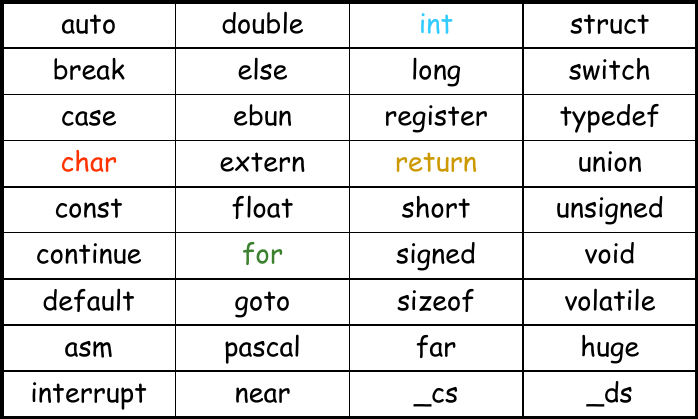 auto double int struct
break else long switch
case ebun register typedef
char extern return union
const float short unsigned
continue for signed void
default goto sizeof volatile
asm pascal far huge
interrupt near _cs _ds